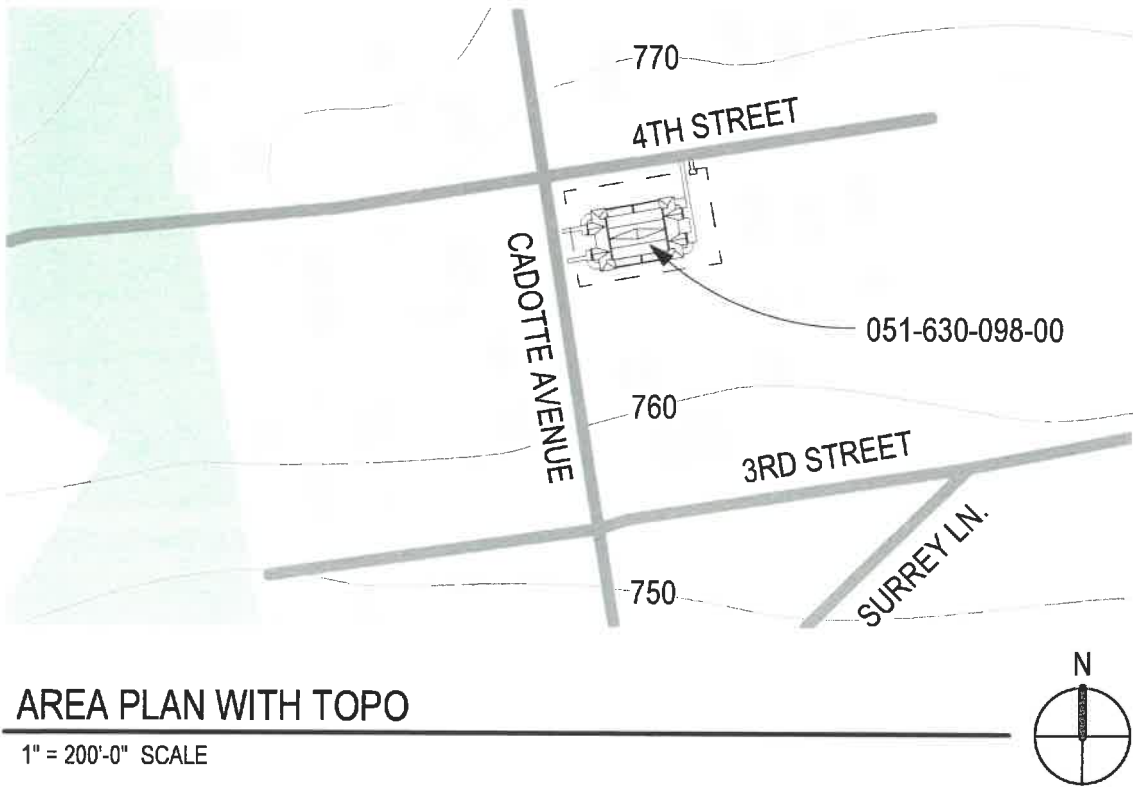 770
4TH STREET
CADOTTE AVENUE
051-630-098-00
760
3RD STREET
SURREY LN.
750
N
AREA PLAN WITH TOPO
1" = 200'-0" SCALE